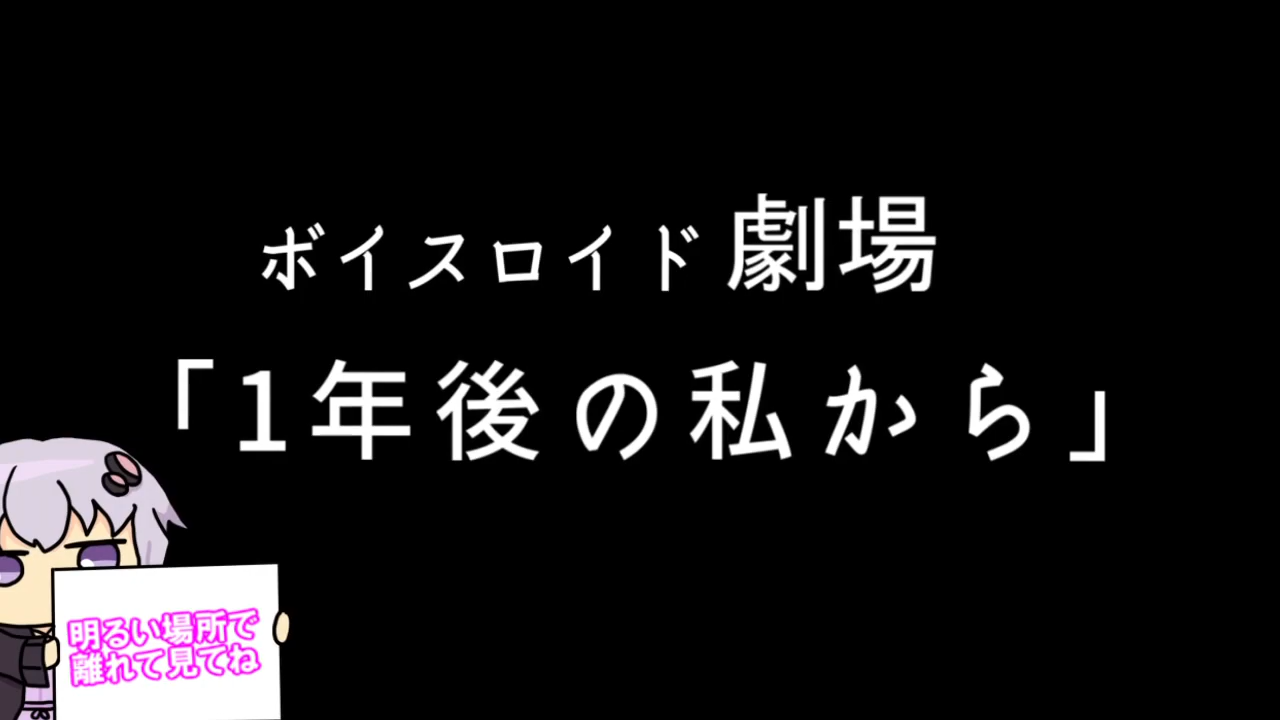 ボイスロイド劇場
「1年後の私から」
明るい場所で
離れて見てね